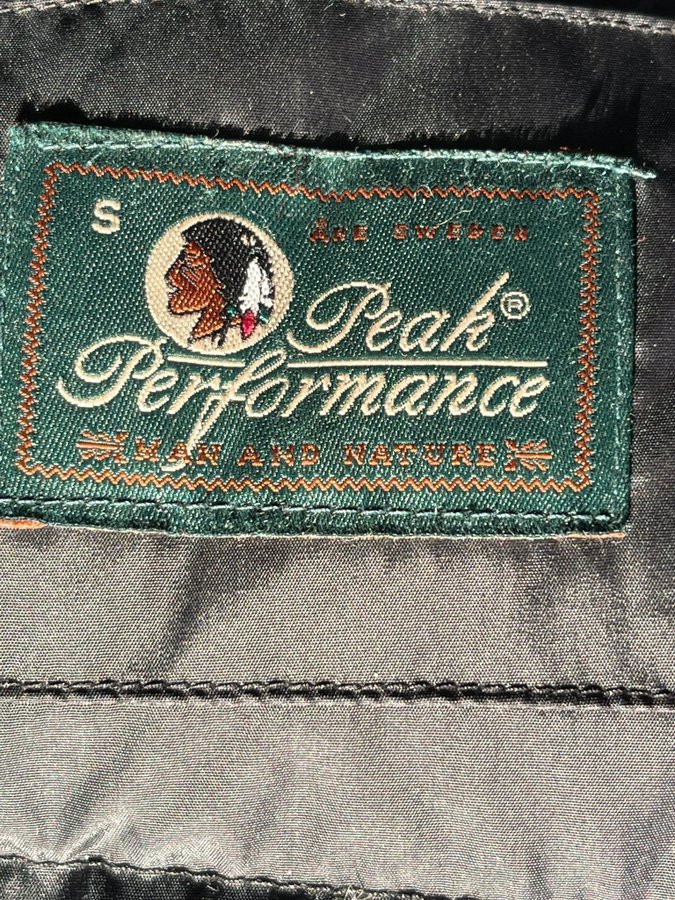 S
Åre Sweden
Peak®
Performance
MAN AND NATURE